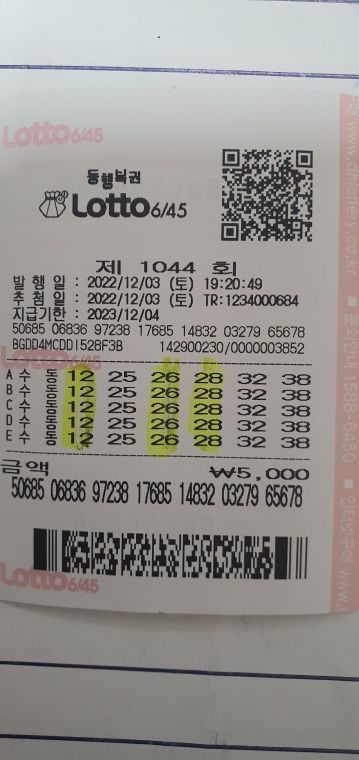 Lotto6/45
동행복권
Lotto6/45
제 1044 회
발 행 일 : 2022/12/03 (토) 19:20:49
추 첨 일 : 2022/12/03 (토) TR:1234000684
지급기한 : 2023/12/04
50685 06836 97238 17685 14832 03279 65678
BGDD4MCDD1528F3B 142900230/0000003852
A 수 동 12 25 26 28 32 38
B 수 동 12 25 26 28 32 38
C 수 동 12 25 26 28 32 38
D 수 동 12 25 26 28 32 38
E 수 동 12 25 26 28 32 38
금액 ₩5,000
50685 06836 97238 17685 14832 03279 65678
Lotto6/45
1588-6450